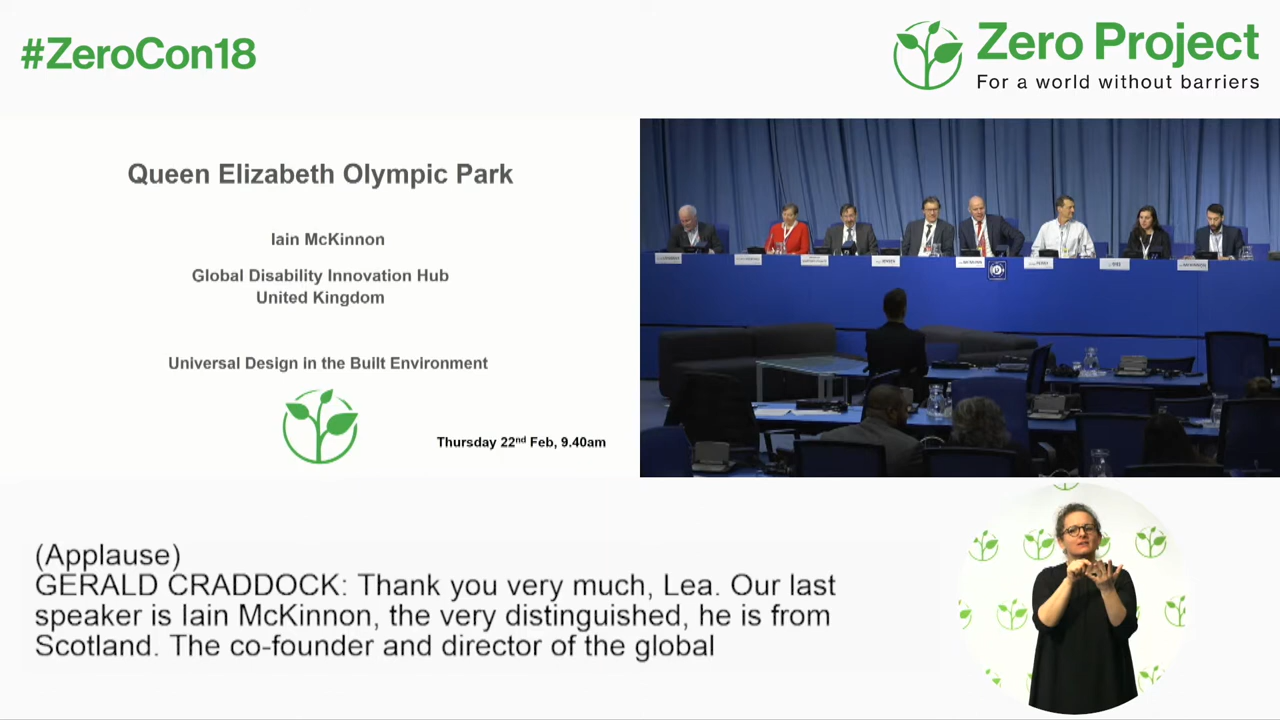 #ZeroCon18
Zero Project
For a world without barriers
Queen Elizabeth Olympic Park
Iain McKinnon
Global Disability Innovation Hub
United Kingdom
Universal Design in the Built Environment
Thursday 22nd Feb, 9.40am
(Applause)
GERALD CRADDOCK: Thank you very much, Lea. Our last
speaker is Iain McKinnon, the very distinguished, he is from
Scotland. The co-founder and director of the global